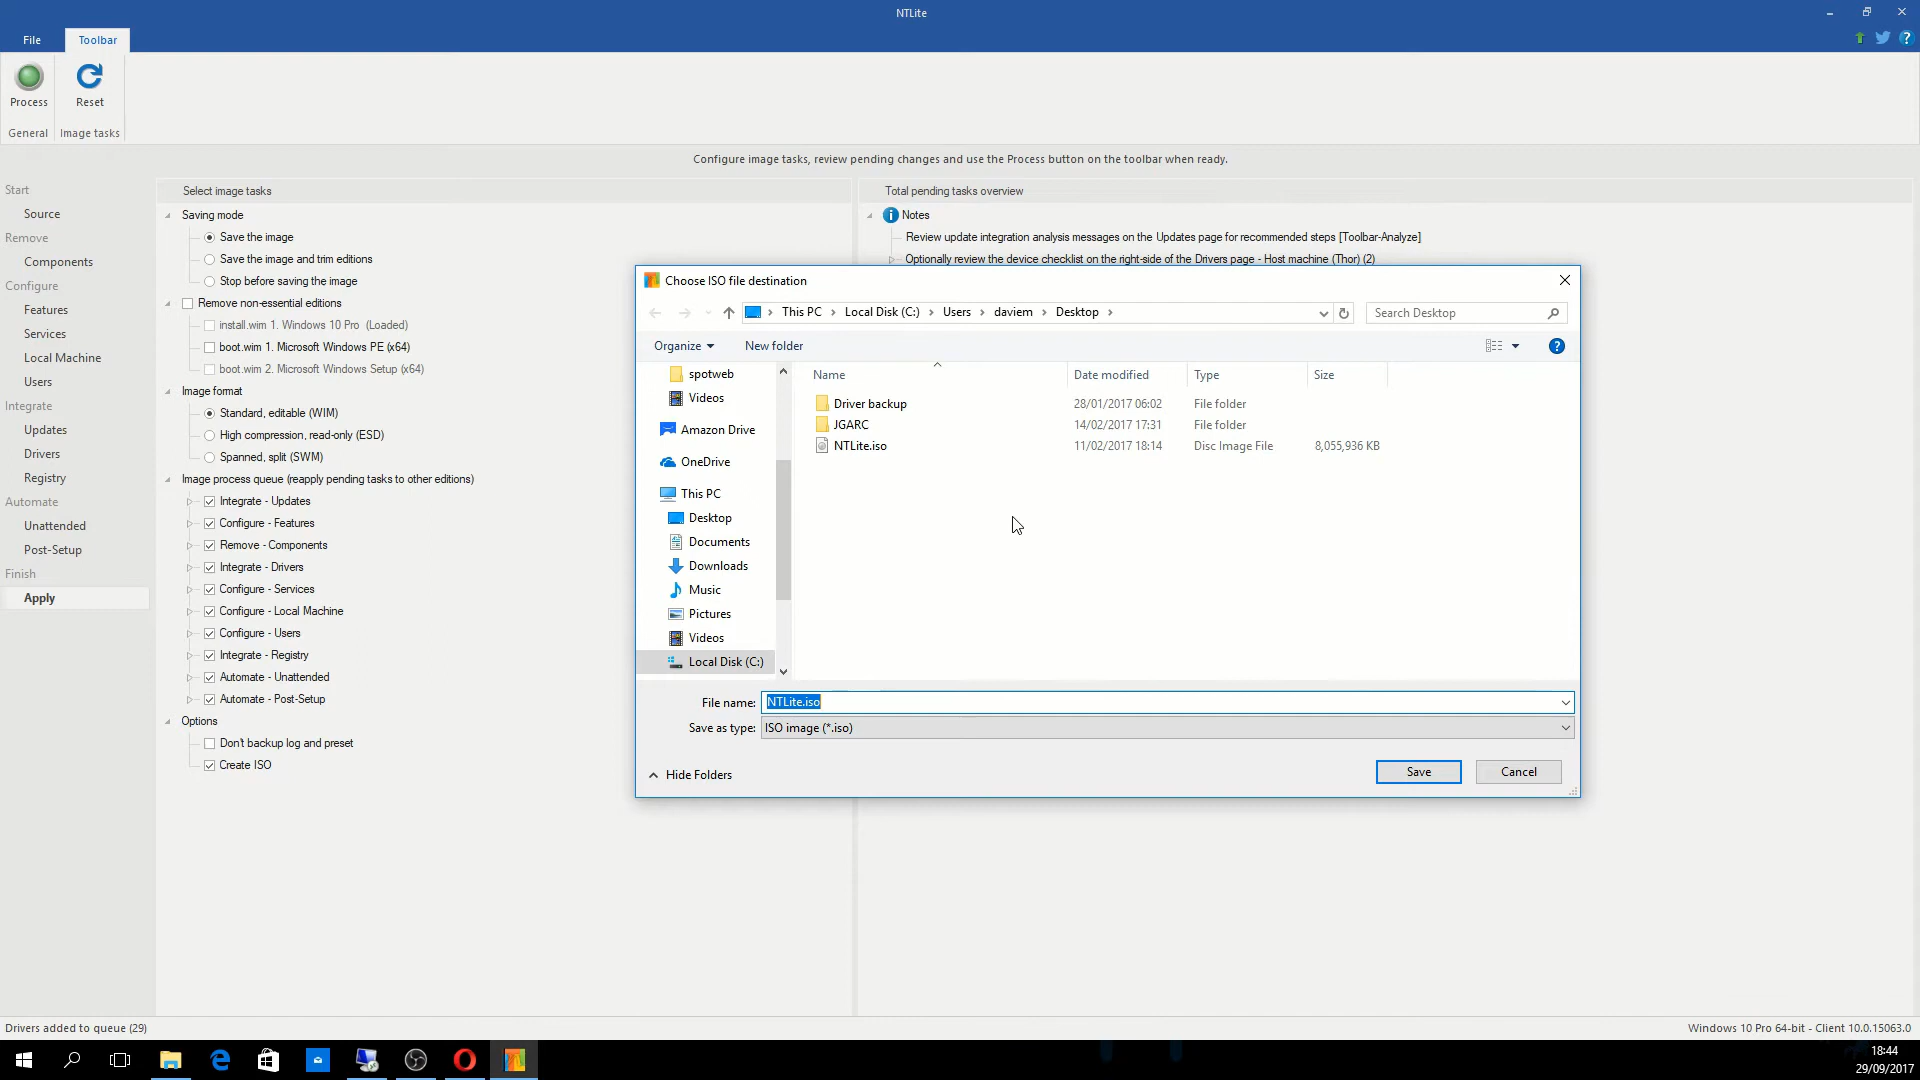 NTLite
File
Toolbar
Process
Reset
General
Image tasks
Configure image tasks, review pending changes and use the Process button on the toolbar when ready.
Start
Source
Remove
Components
Configure
Features
Services
Local Machine
Users
Integrate
Updates
Drivers
Registry
Automate
Unattended
Post-Setup
Finish
Apply
Select image tasks
Saving mode
Save the image
Save the image and trim editions
Stop before saving the image
Remove non-essential editions
install.wim 1. Windows 10 Pro (Loaded)
boot.wim 1. Microsoft Windows PE (x64)
boot.wim 2. Microsoft Windows Setup (x64)
Image format
Standard, editable (WIM)
High compression, read-only (ESD)
Spanned, split (SWM)
Image process queue (reapply pending tasks to other editions)
Integrate - Updates
Configure - Features
Remove - Components
Integrate - Drivers
Configure - Services
Configure - Local Machine
Configure - Users
Integrate - Registry
Automate - Unattended
Automate - Post-Setup
Options
Don't backup log and preset
Create ISO
Total pending tasks overview
Notes
Review update integration analysis messages on the Updates page for recommended steps [Toolbar-Analyze]
Optionally review the device checklist on the right-side of the Drivers page - Host machine (Thor) (2)
Choose ISO file destination
This PC
Local Disk (C:)
Users
daviem
Desktop
Search Desktop
Organize
New folder
spotweb
Videos
Amazon Drive
OneDrive
This PC
Desktop
Documents
Downloads
Music
Pictures
Videos
Local Disk (C:)
Name Date modified Type Size
Driver backup 28/01/2017 06:02 File folder
JGARC 14/02/2017 17:31 File folder
NTLite.iso 11/02/2017 18:14 Disc Image File 8,055,936 KB
File name: NTLite.iso
Save as type: ISO image (*.iso)
Hide Folders
Save
Cancel
Drivers added to queue (29)
Windows 10 Pro 64-bit - Client 10.0.15063.0
18:44
29/09/2017